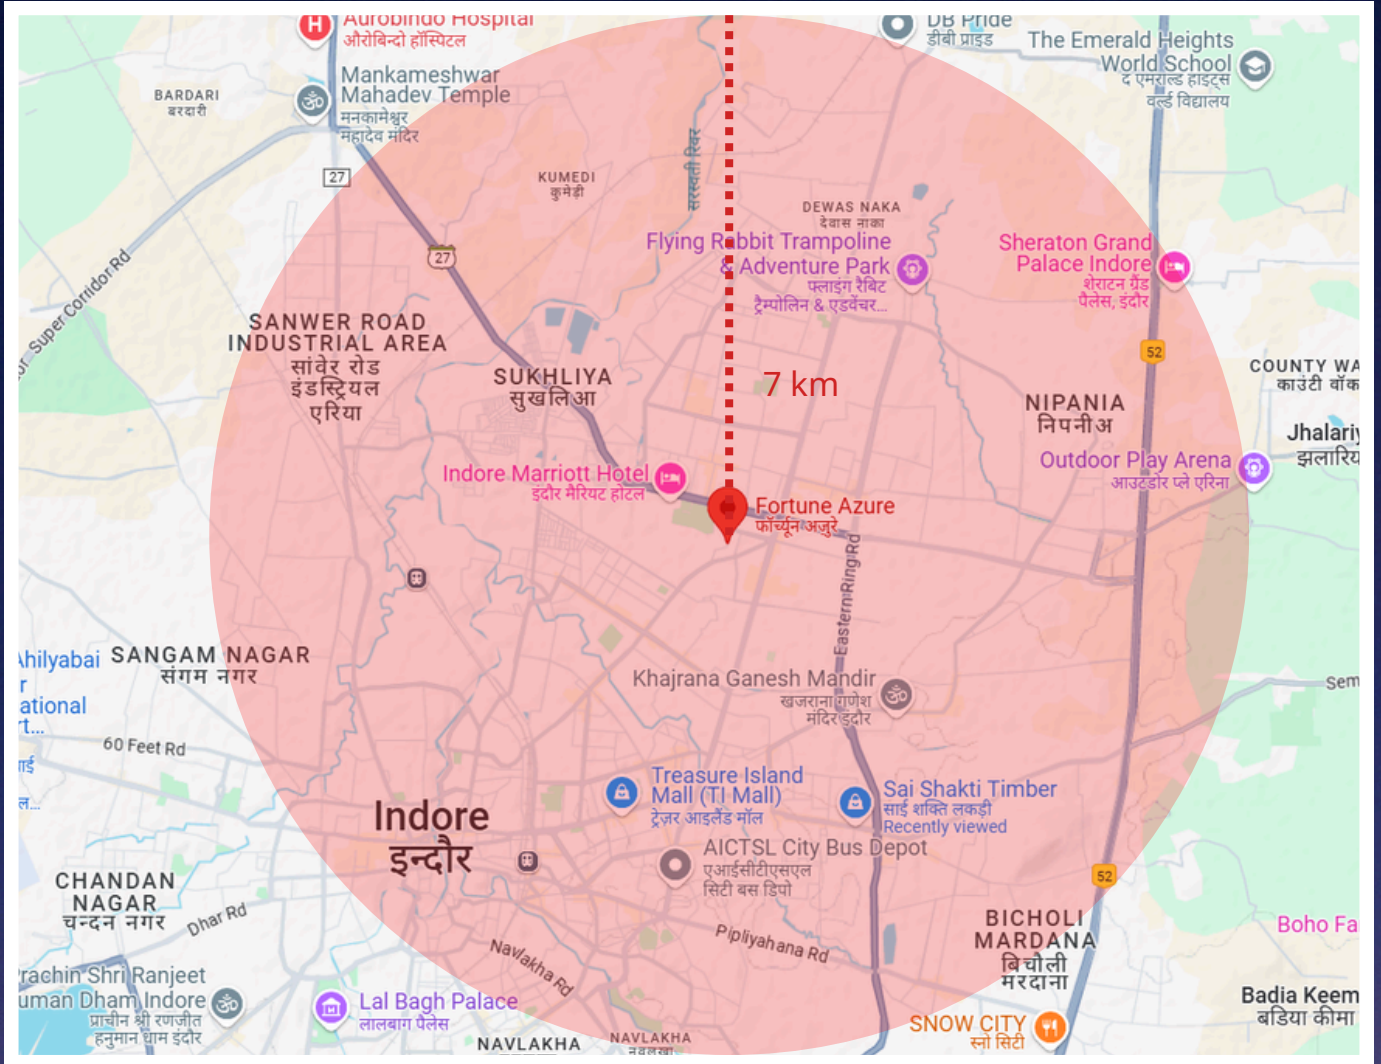 Aurobindo Hospital
औरोबिन्दो हॉस्पिटल
DB Pride
डीबी प्राइड
The Emerald Heights
World School
द एमराल्ड हाइट्स
वर्ल्ड विद्यालय
Mankameshwar
Mahadev Temple
मनकामेश्वर
महादेव मंदिर
BARDARI
बरदारी
27
KUMEDI
कुमेड़ी
सरस्वती रिवर
DEWAS NAKA
देवास नाका
Flying Rabbit Trampoline
& Adventure Park
फ्लाइंग रैबिट
ट्रैम्पोलिन & एडवेंचर...
Sheraton Grand
Palace Indore
शेराटन ग्रैंड
पैलेस, इंदौर
27
Super Corridor Rd
SANWER ROAD
INDUSTRIAL AREA
सांवेर रोड
इंडस्ट्रियल
एरिया
SUKHLIYA
सुखलिआ
7 km
52
COUNTY WA
काउंटी वॉक
NIPANIA
निपनीअ
Jhalariy
झलारिय
Indore Marriott Hotel
इंदौर मैरियट होटल
Outdoor Play Arena
आउटडोर प्ले एरिना
Fortune Azure
फॉर्च्यून अज़ुरे
Eastern Ring Rd
Ahilyabai
r
ational
rt...
ाई
ल...
SANGAM NAGAR
संगम नगर
60 Feet Rd
Khajrana Ganesh Mandir
खजराना गणेश
मंदिर इंदौर
Sem
Treasure Island
Mall (TI Mall)
ट्रेज़र आइलैंड मॉल
Sai Shakti Timber
साई शक्ति लकड़ी
Recently viewed
Indore
इन्दौर
AICTSL City Bus Depot
एआईसीटीएसएल
सिटी बस डिपो
52
CHANDAN
NAGAR
चन्दन नगर
Dhar Rd
Navlakha Rd
Pipliyahana Rd
BICHOLI
MARDANA
बिचौली
मरदाना
Boho Fa
rachin Shri Ranjeet
uman Dham Indore
प्राचीन श्री रणजीत
हनुमान धाम इंदौर
Lal Bagh Palace
लालबाग पैलेस
Badia Keem
बडिया कीमा
SNOW CITY
स्नो सिटी
NAVLAKHA
NAVLAKHA
नवलखा